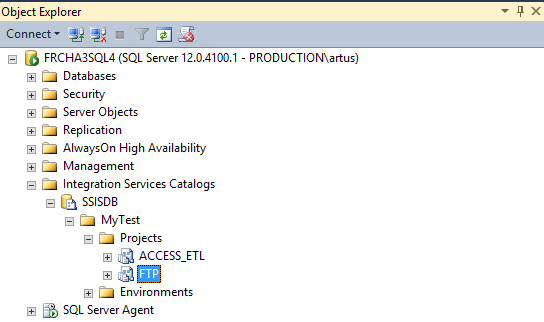 Object Explorer
Connect
FRCHA3SQL4 (SQL Server 12.0.4100.1 - PRODUCTION\artus)
Databases
Security
Server Objects
Replication
AlwaysOn High Availability
Management
Integration Services Catalogs
SSISDB
MyTest
Projects
ACCESS_ETL
FTP
Environments
SQL Server Agent